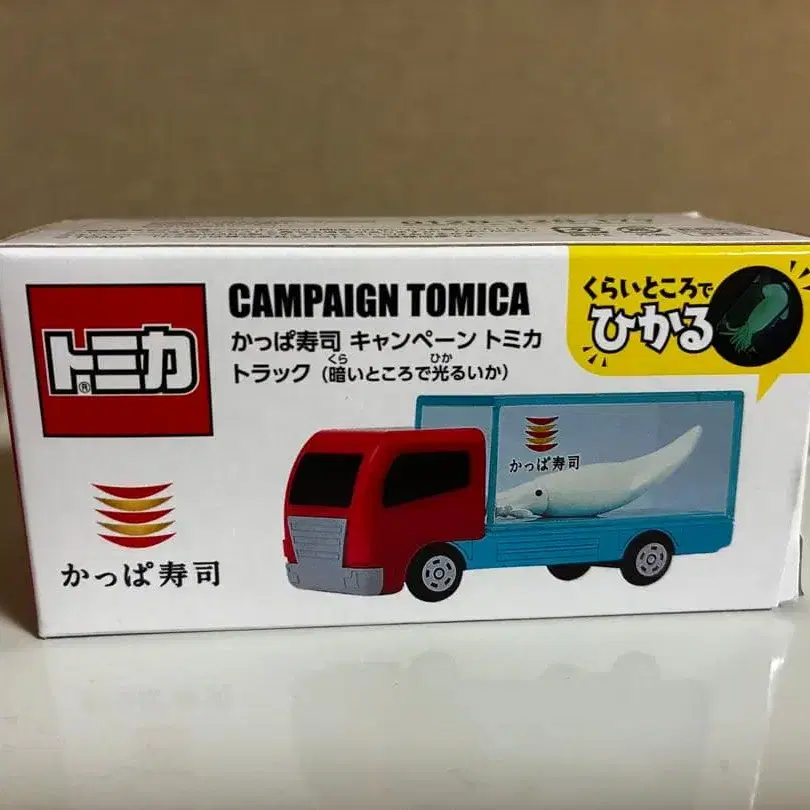 トミカ®
CAMPAIGN TOMICA
かっぱ寿司 キャンペーン トミカ
トラック（暗いところで光るいか）
くら
ひか
くらいところで
ひかる
かっぱ寿司
かっぱ寿司